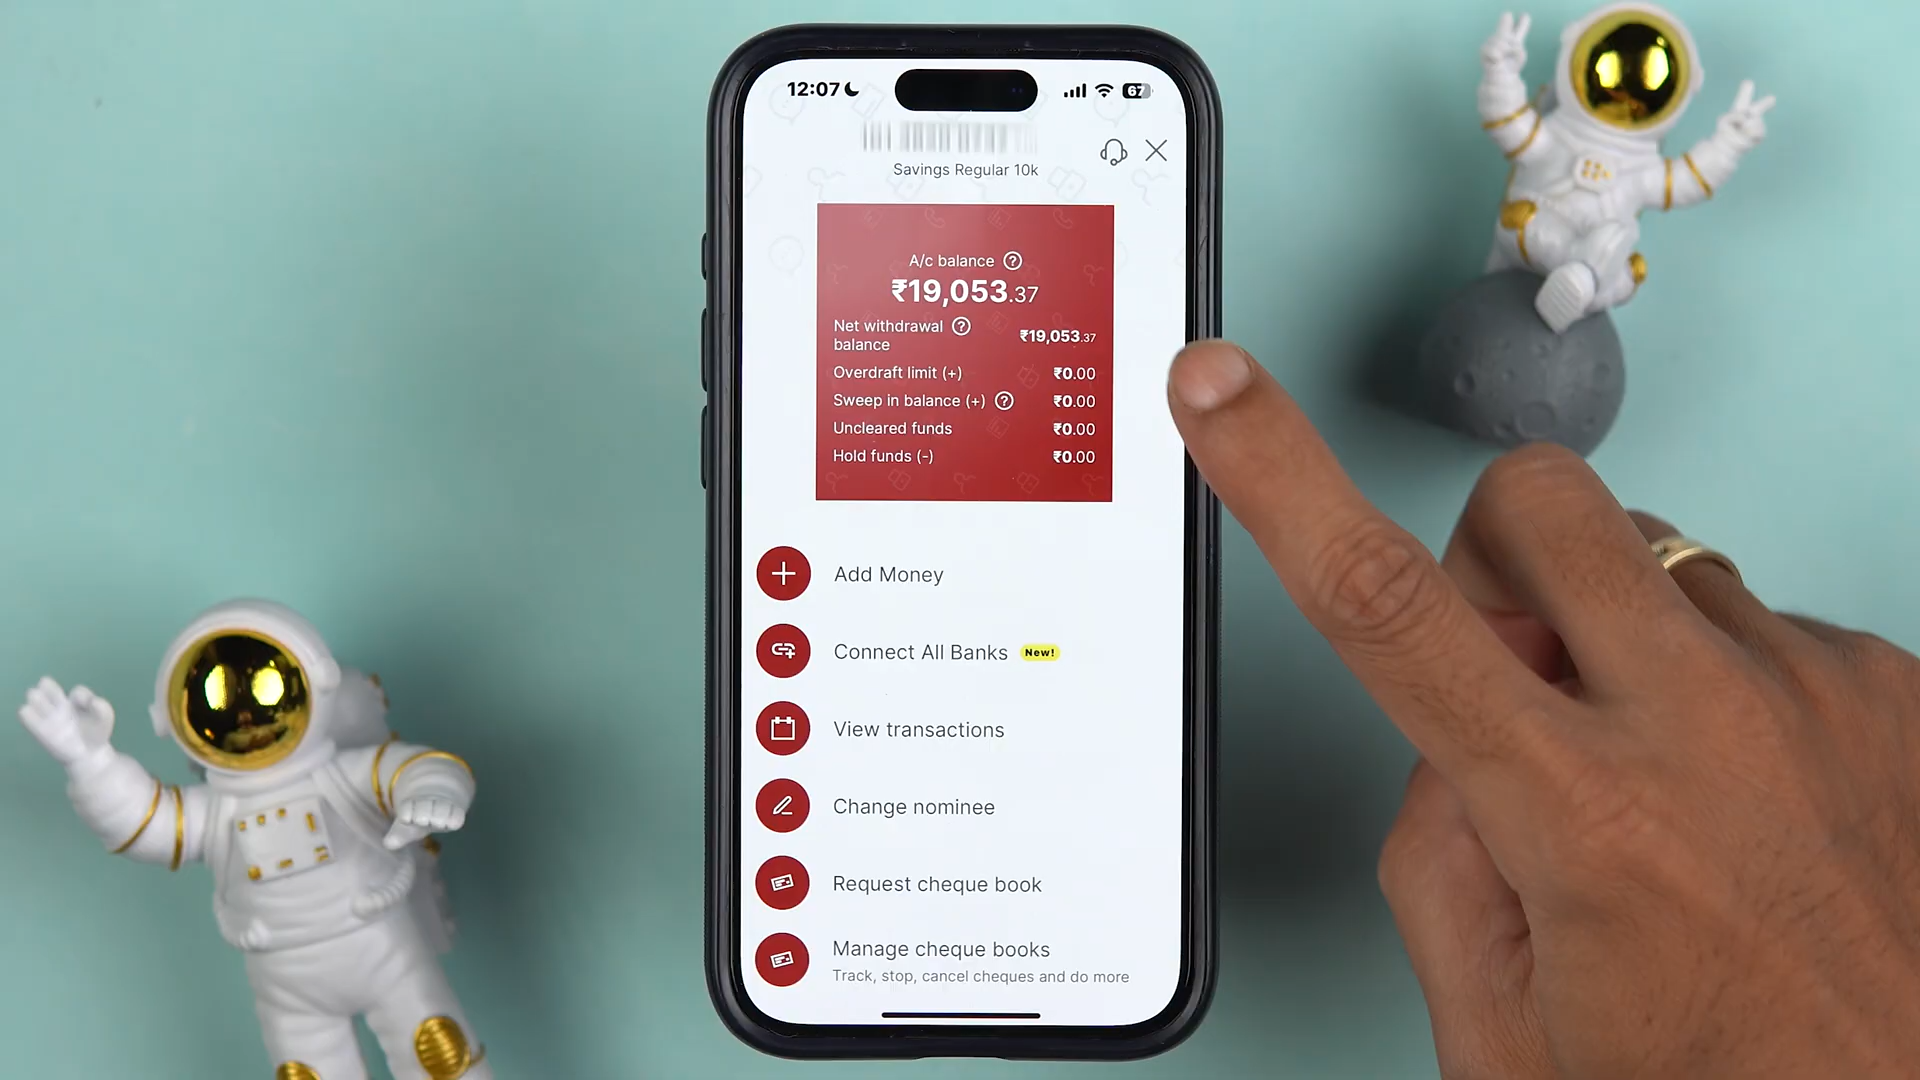 12:07
67
Savings Regular 10k
A/c balance ?
₹19,053.37
Net withdrawal ?
balance
₹19,053.37
Overdraft limit (+) ₹0.00
Sweep in balance (+) ? ₹0.00
Uncleared funds ₹0.00
Hold funds (-) ₹0.00
Add Money
Connect All Banks New!
View transactions
Change nominee
Request cheque book
Manage cheque books
Track, stop, cancel cheques and do more